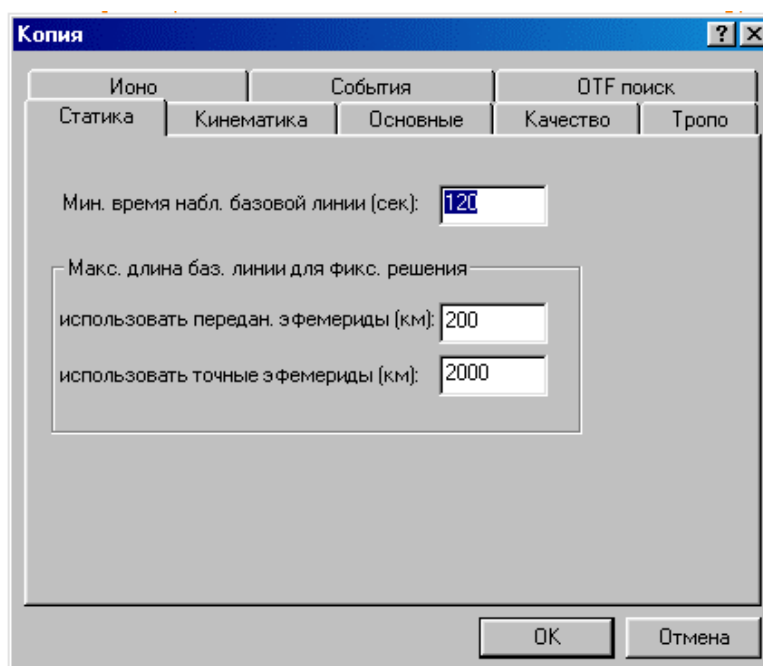 Копия
Ионо События OTF поиск
Статика Кинематика Основные Качество Тропо
Мин. время набл. базовой линии (сек): 120
Макс. длина баз. линии для фикс. решения
использовать передан. эфемериды (км): 200
использовать точные эфемериды (км): 2000
OK Отмена